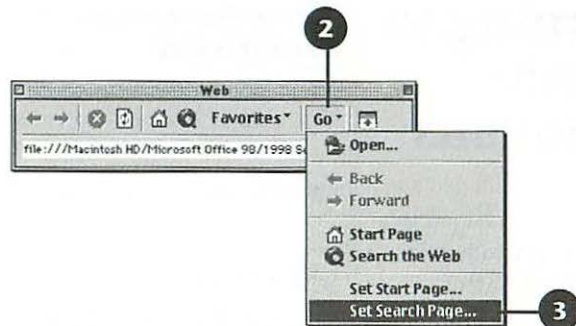 2
Web
Favorites Go
file:///Macintosh HD/Microsoft Office 98/1998 Se
Open...
Back
Forward
Start Page
Search the Web
Set Start Page...
Set Search Page...
3